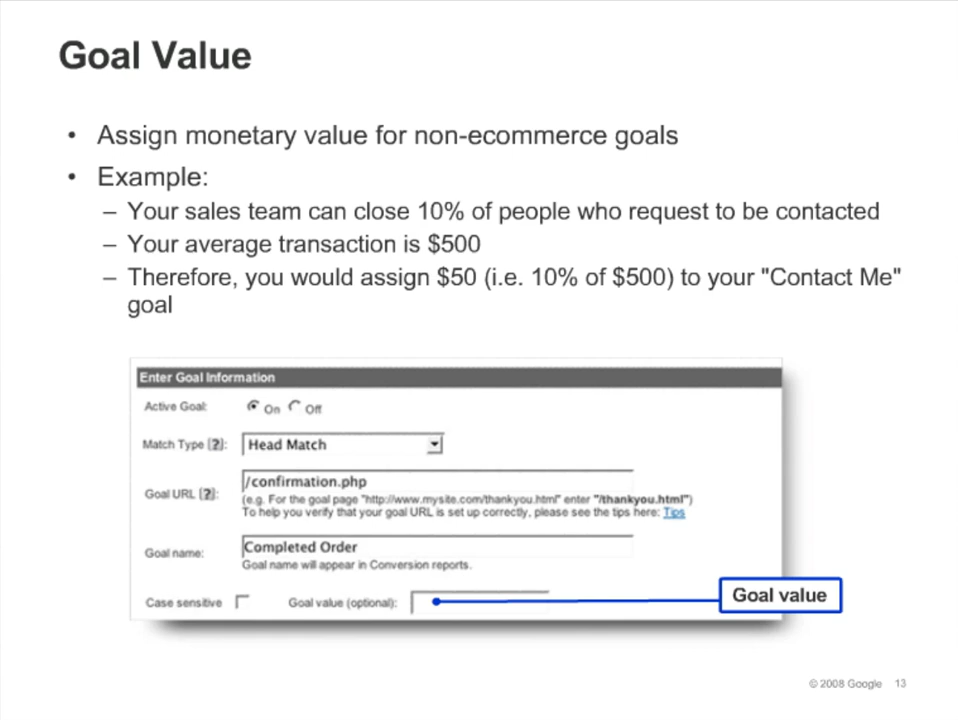 Goal Value
• Assign monetary value for non-ecommerce goals
• Example:
– Your sales team can close 10% of people who request to be contacted
– Your average transaction is $500
– Therefore, you would assign $50 (i.e. 10% of $500) to your "Contact Me"
goal
Enter Goal Information
Active Goal: On Off
Match Type [?]: Head Match
Goal URL [?]: /confirmation.php
(e.g. For the goal page "http://www.mysite.com/thankyou.html" enter "/thankyou.html")
To help you verify that your goal URL is set up correctly, please see the tips here: Tips
Goal name: Completed Order
Goal name will appear in Conversion reports.
Case sensitive Goal value (optional): Goal value
© 2008 Google 13